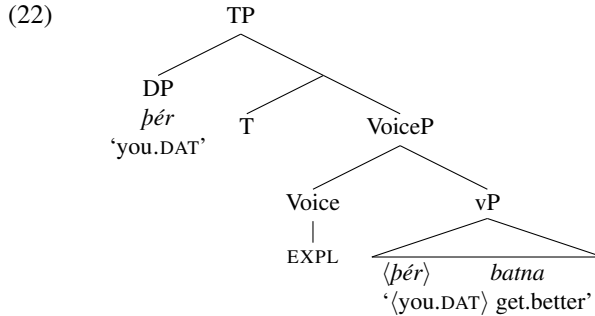 (22)
TP
DP
þér
'you.DAT'
T
VoiceP
Voice
vP
EXPL
⟨þér⟩ batna
'⟨you.DAT⟩ get.better'